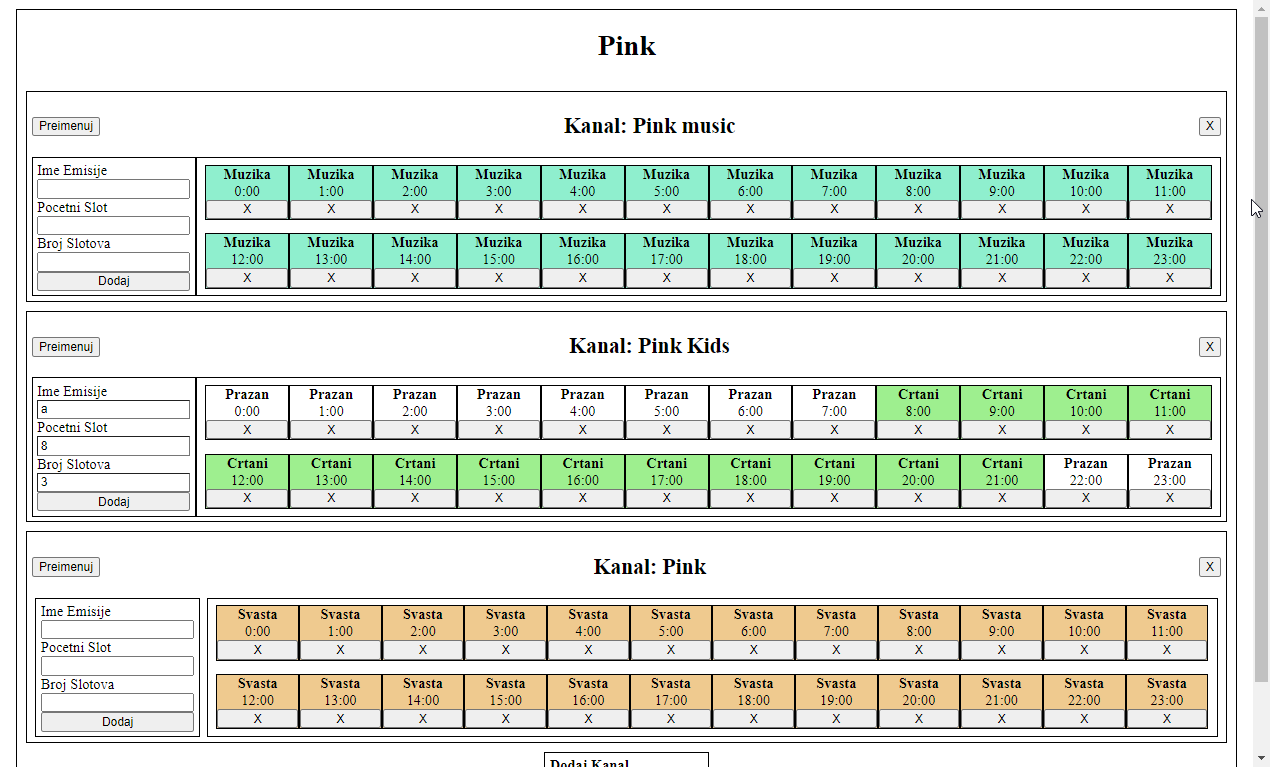 Pink
Preimenuj Kanal: Pink music X
Ime Emisije
Pocetni Slot
Broj Slotova
Dodaj
Muzika Muzika Muzika Muzika Muzika Muzika Muzika Muzika Muzika Muzika Muzika Muzika
0:00 1:00 2:00 3:00 4:00 5:00 6:00 7:00 8:00 9:00 10:00 11:00
X X X X X X X X X X X X
Muzika Muzika Muzika Muzika Muzika Muzika Muzika Muzika Muzika Muzika Muzika Muzika
12:00 13:00 14:00 15:00 16:00 17:00 18:00 19:00 20:00 21:00 22:00 23:00
X X X X X X X X X X X X
Preimenuj Kanal: Pink Kids X
Ime Emisije
a
Pocetni Slot
8
Broj Slotova
3
Dodaj
Prazan Prazan Prazan Prazan Prazan Prazan Prazan Prazan Crtani Crtani Crtani Crtani
0:00 1:00 2:00 3:00 4:00 5:00 6:00 7:00 8:00 9:00 10:00 11:00
X X X X X X X X X X X X
Crtani Crtani Crtani Crtani Crtani Crtani Crtani Crtani Crtani Crtani Prazan Prazan
12:00 13:00 14:00 15:00 16:00 17:00 18:00 19:00 20:00 21:00 22:00 23:00
X X X X X X X X X X X X
Preimenuj Kanal: Pink X
Ime Emisije
Pocetni Slot
Broj Slotova
Dodaj
Svasta Svasta Svasta Svasta Svasta Svasta Svasta Svasta Svasta Svasta Svasta Svasta
0:00 1:00 2:00 3:00 4:00 5:00 6:00 7:00 8:00 9:00 10:00 11:00
X X X X X X X X X X X X
Svasta Svasta Svasta Svasta Svasta Svasta Svasta Svasta Svasta Svasta Svasta Svasta
12:00 13:00 14:00 15:00 16:00 17:00 18:00 19:00 20:00 21:00 22:00 23:00
X X X X X X X X X X X X
Dodaj Kanal